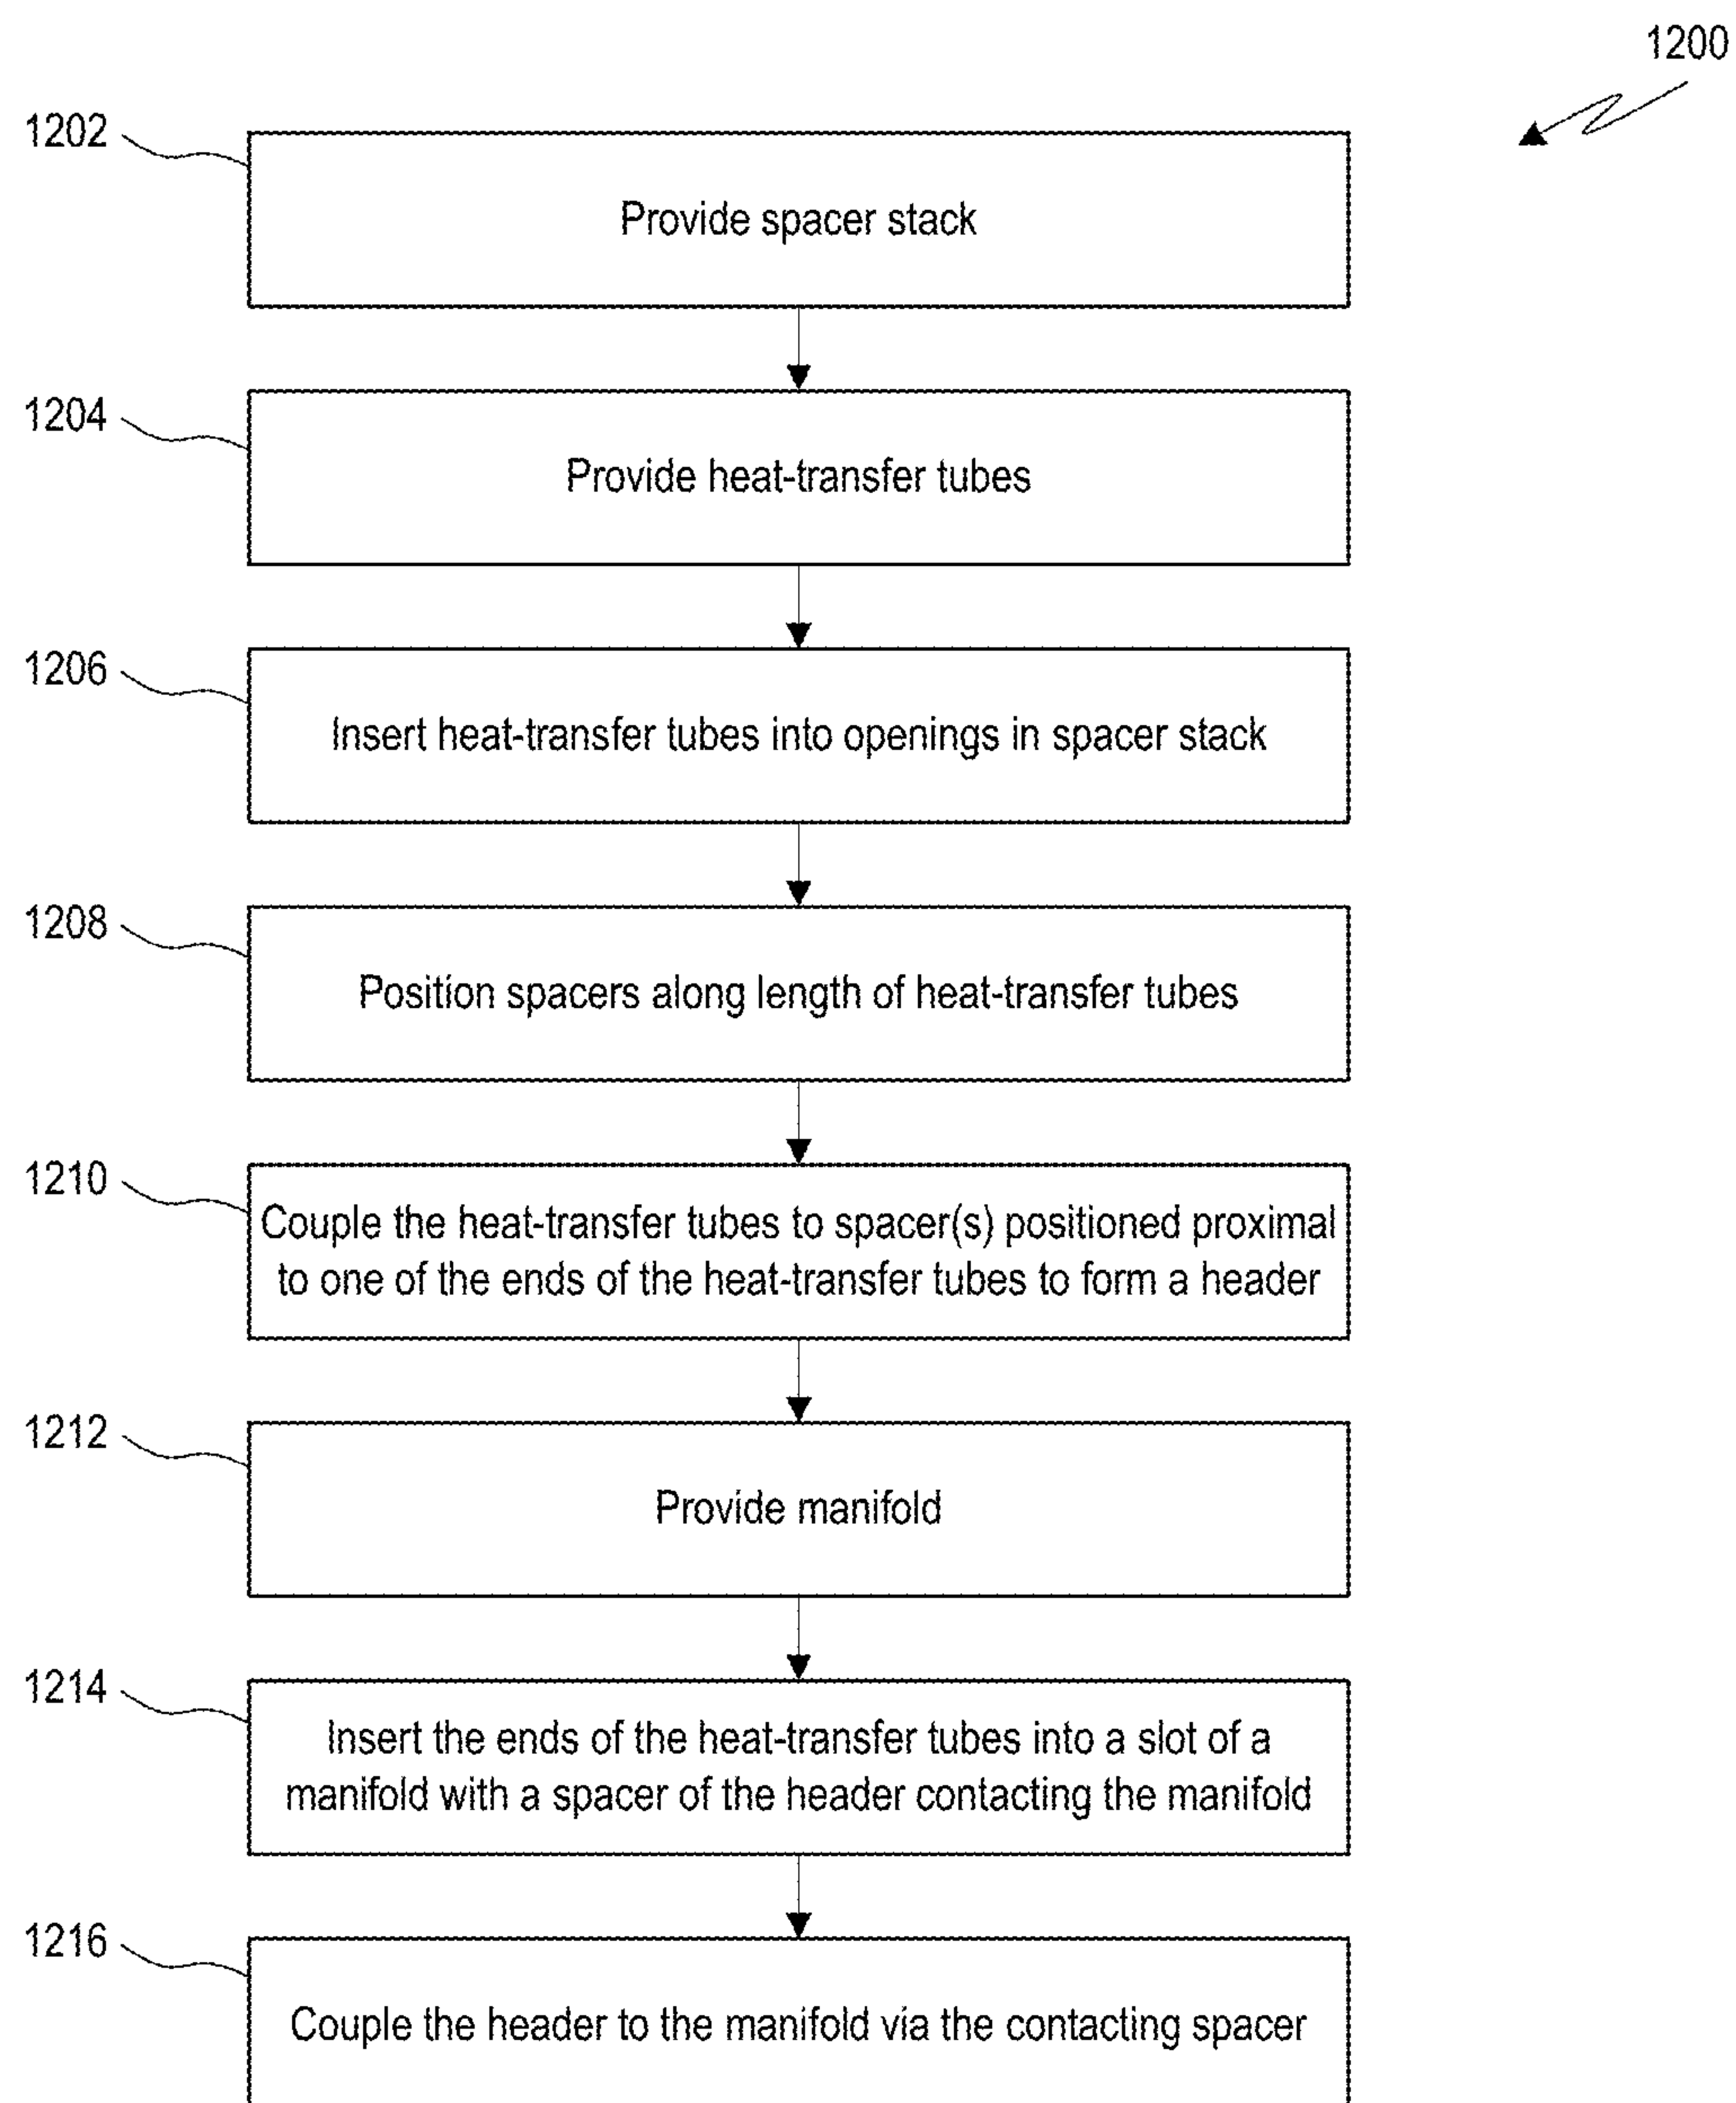 1200
1202
Provide spacer stack
1204
Provide heat-transfer tubes
1206
Insert heat-transfer tubes into openings in spacer stack
1208
Position spacers along length of heat-transfer tubes
1210
Couple the heat-transfer tubes to spacer(s) positioned proximal
to one of the ends of the heat-transfer tubes to form a header
1212
Provide manifold
1214
Insert the ends of the heat-transfer tubes into a slot of a
manifold with a spacer of the header contacting the manifold
1216
Couple the header to the manifold via the contacting spacer